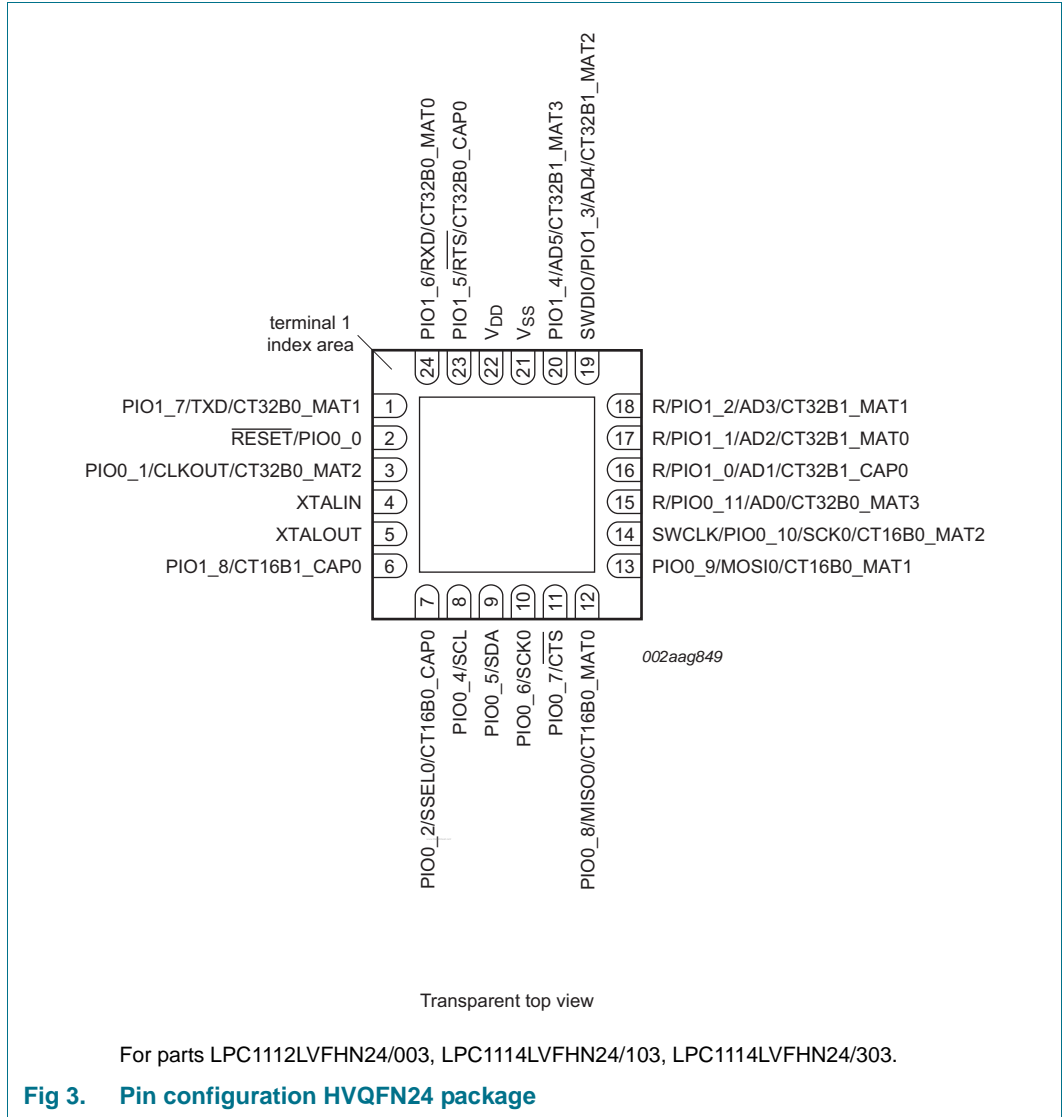 PIO1_6/RXD/CT32B0_MAT0
PIO1_5/RTS/CT32B0_CAP0
VDD
VSS
PIO1_4/AD5/CT32B1_MAT3
SWDIO/PIO1_3/AD4/CT32B1_MAT2
terminal 1
index area
24
23
22
21
20
19
PIO1_7/TXD/CT32B0_MAT1
1
RESET/PIO0_0
2
PIO0_1/CLKOUT/CT32B0_MAT2
3
XTALIN
4
XTALOUT
5
PIO1_8/CT16B1_CAP0
6
18
R/PIO1_2/AD3/CT32B1_MAT1
17
R/PIO1_1/AD2/CT32B1_MAT0
16
R/PIO1_0/AD1/CT32B1_CAP0
15
R/PIO0_11/AD0/CT32B0_MAT3
14
SWCLK/PIO0_10/SCK0/CT16B0_MAT2
13
PIO0_9/MOSI0/CT16B0_MAT1
7
8
9
10
11
12
PIO0_2/SSEL0/CT16B0_CAP0
PIO0_4/SCL
PIO0_5/SDA
PIO0_6/SCK0
PIO0_7/CTS
PIO0_8/MISO0/CT16B0_MAT0
002aag849
Transparent top view
For parts LPC1112LVFHN24/003, LPC1114LVFHN24/103, LPC1114LVFHN24/303.
Fig 3. Pin configuration HVQFN24 package